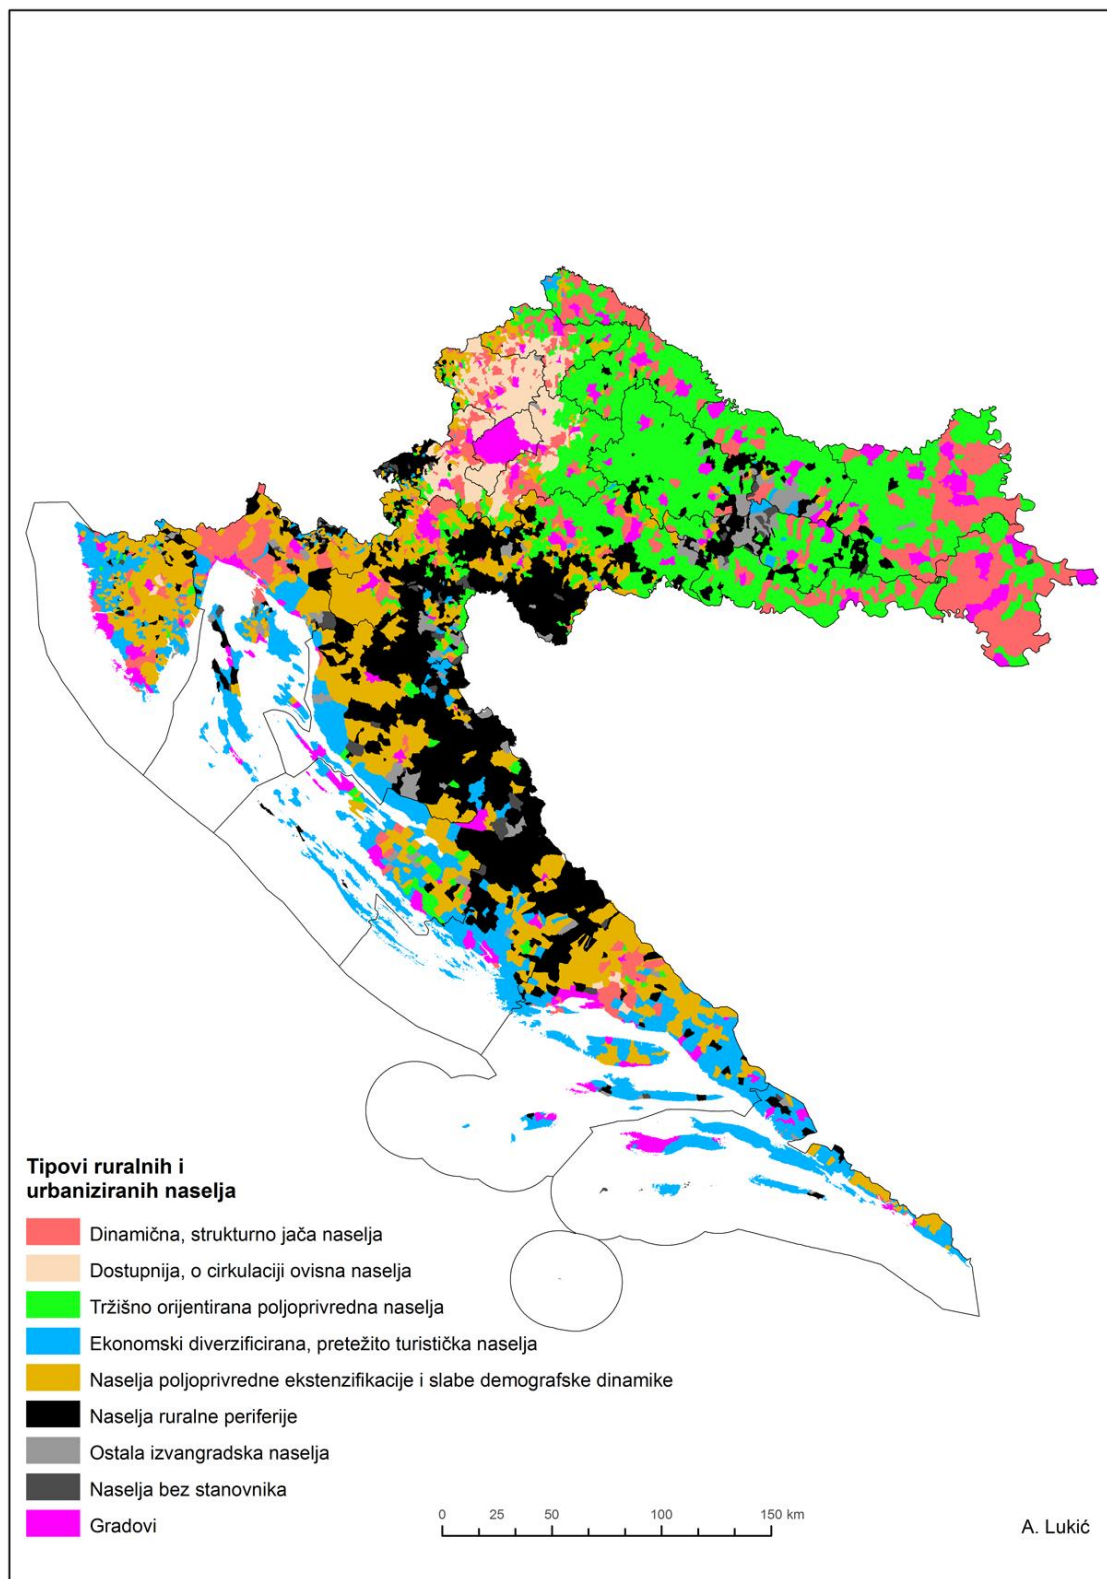 Tipovi ruralnih i
urbaniziranih naselja
Dinamična, strukturno jača naselja
Dostupnija, o cirkulaciji ovisna naselja
Tržišno orijentirana poljoprivredna naselja
Ekonomski diverzificirana, pretežito turistička naselja
Naselja poljoprivredne ekstenzifikacije i slabe demografske dinamike
Naselja ruralne periferije
Ostala izvangradska naselja
Naselja bez stanovnika
Gradovi
0 25 50 100 150 km
A. Lukić